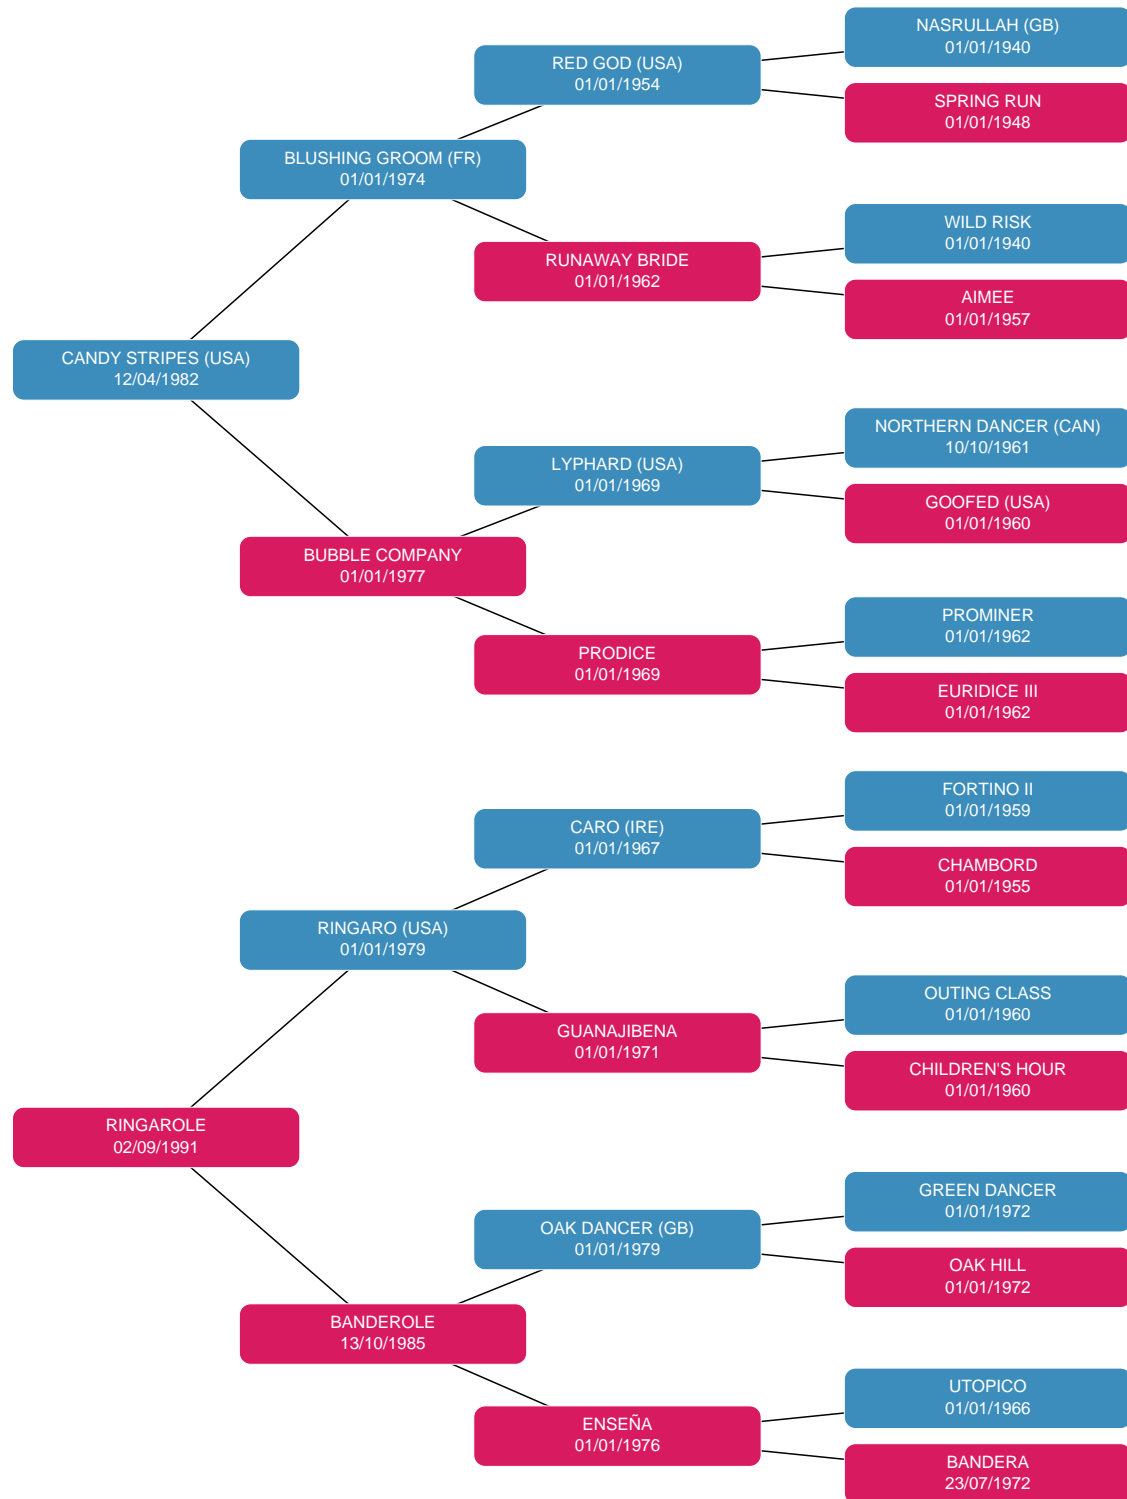 NASRULLAH (GB)
01/01/1940
RED GOD (USA)
01/01/1954
SPRING RUN
01/01/1948
BLUSHING GROOM (FR)
01/01/1974
WILD RISK
01/01/1940
RUNAWAY BRIDE
01/01/1962
AIMEE
01/01/1957
CANDY STRIPES (USA)
12/04/1982
NORTHERN DANCER (CAN)
10/10/1961
LYPHARD (USA)
01/01/1969
GOOFED (USA)
01/01/1960
BUBBLE COMPANY
01/01/1977
PROMINER
01/01/1962
PRODICE
01/01/1969
EURIDICE III
01/01/1962
FORTINO II
01/01/1959
CARO (IRE)
01/01/1967
CHAMBORD
01/01/1955
RINGARO (USA)
01/01/1979
OUTING CLASS
01/01/1960
GUANAJIBENA
01/01/1971
CHILDREN'S HOUR
01/01/1960
RINGAROLE
02/09/1991
GREEN DANCER
01/01/1972
OAK DANCER (GB)
01/01/1979
OAK HILL
01/01/1972
BANDEROLE
13/10/1985
UTOPICO
01/01/1966
ENSEÑA
01/01/1976
BANDERA
23/07/1972